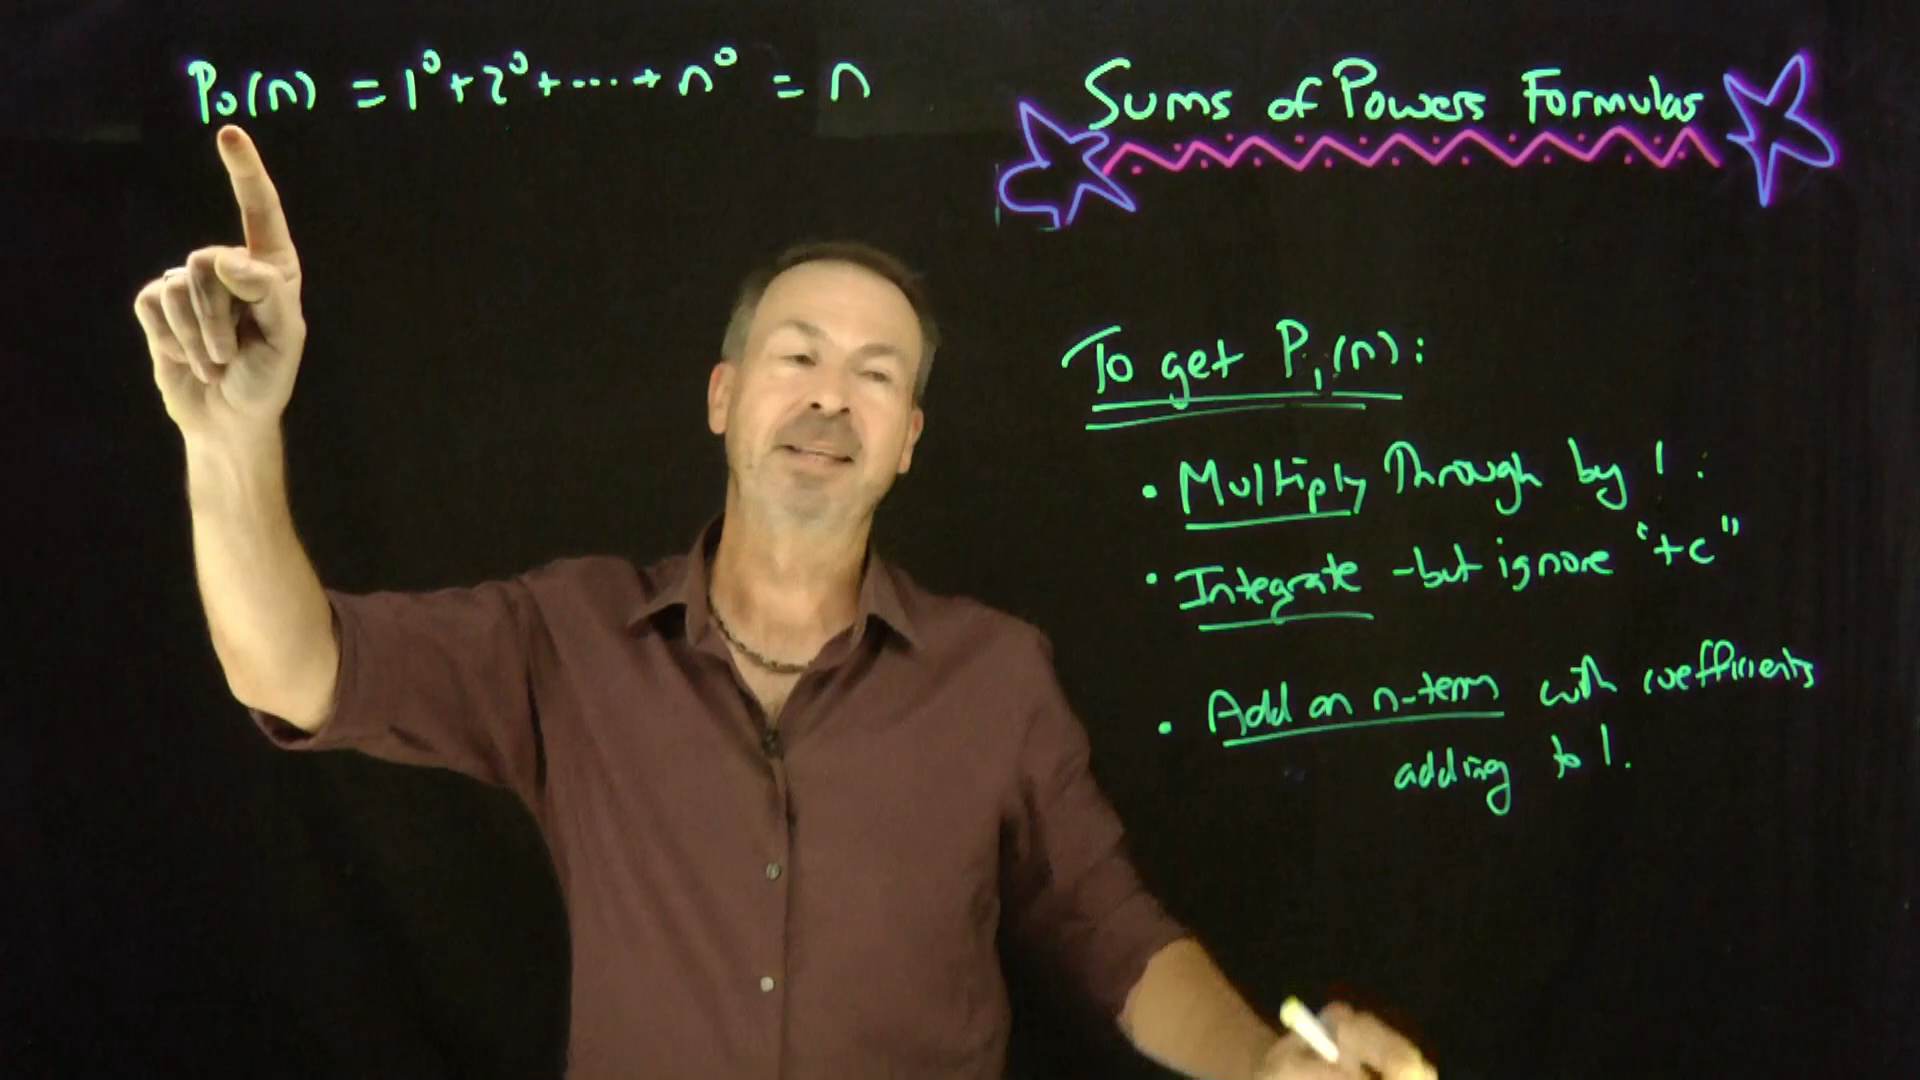 P₀(n) = 1⁰ + 2⁰ + ... + n⁰ = n
Sums of Powers Formulas
To get P₁(n):
• Multiply Through by 1.
• Integrate - but ignore "+c"
• Add an n-term with coefficients
adding to 1.